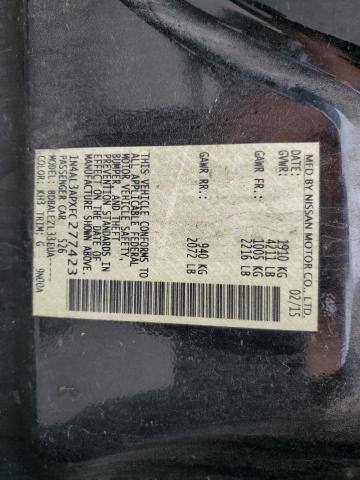 MFD BY NISSAN MOTOR CO., LTD.
DATE: 02/15
GVWR: 1910 KG
4211 LB
GAWR FR: 1005 KG
2216 LB
GAWR RR: 940 KG
2072 LB
THIS VEHICLE CONFORMS TO
ALL APPLICABLE FEDERAL
MOTOR VEHICLE SAFETY,
BUMPER, AND THEFT
PREVENTION STANDARDS IN
EFFECT ON THE DATE OF
MANUFACTURE SHOWN ABOVE.
1N4AL3APXFC277423
PASSENGER CAR 526
MODEL: BDBALEZL3EUDA-----
COLOR: KH3 TRIM: G 9N00A